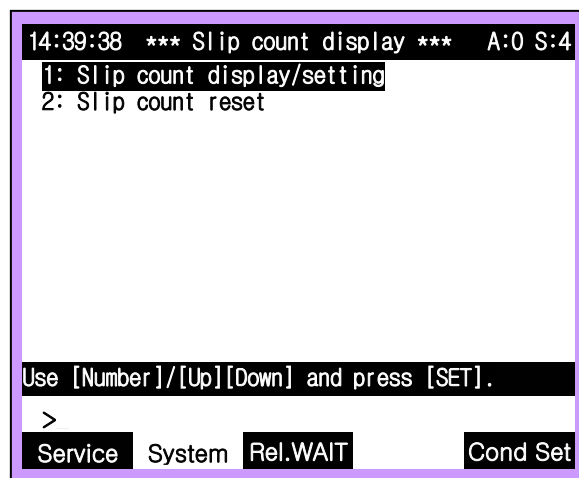 14:39:38 *** Slip count display *** A:0 S:4
1: Slip count display/setting
2: Slip count reset
Use [Number]/[Up][Down] and press [SET].
>
Service System Rel.WAIT Cond Set